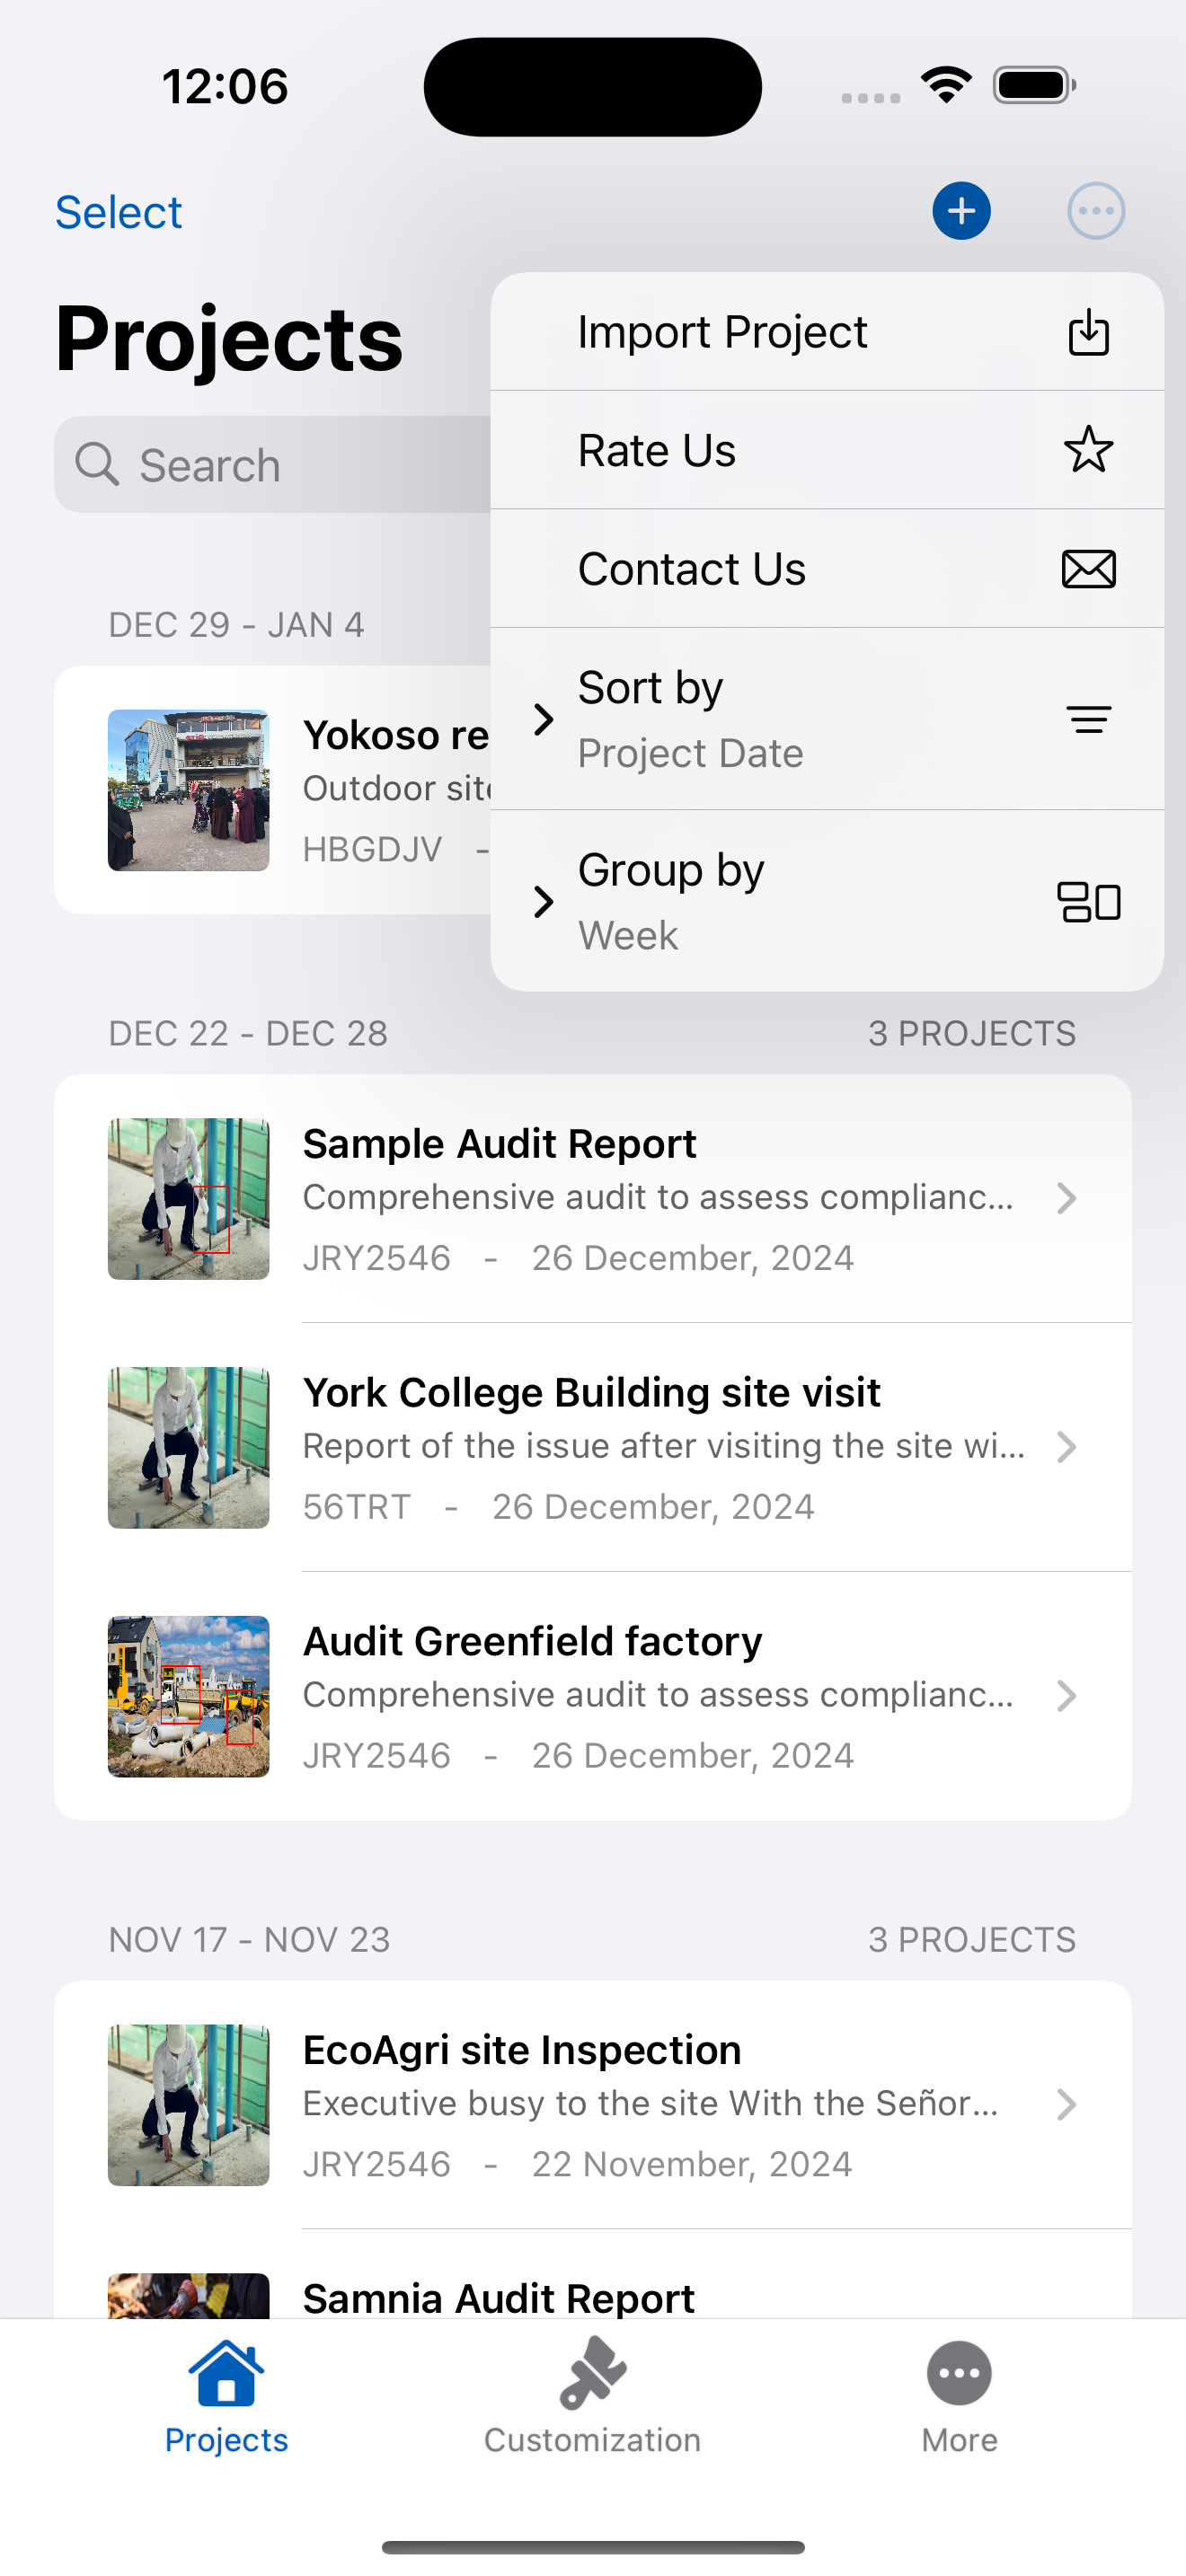 12:06
Select
Projects
Search
Import Project
Rate Us
Contact Us
Sort by
Project Date
Group by
Week
DEC 29 - JAN 4
Yokoso re
Outdoor
HBGDJV -
DEC 22 - DEC 28 3 PROJECTS
Sample Audit Report
Comprehensive audit to assess complianc...
JRY2546 - 26 December, 2024
York College Building site visit
Report of the issue after visiting the site wi...
56TRT - 26 December, 2024
Audit Greenfield factory
Comprehensive audit to assess complianc...
JRY2546 - 26 December, 2024
NOV 17 - NOV 23 3 PROJECTS
EcoAgri site Inspection
Executive busy to the site With the Señor...
JRY2546 - 22 November, 2024
Samnia Audit Report
Projects
Customization
More